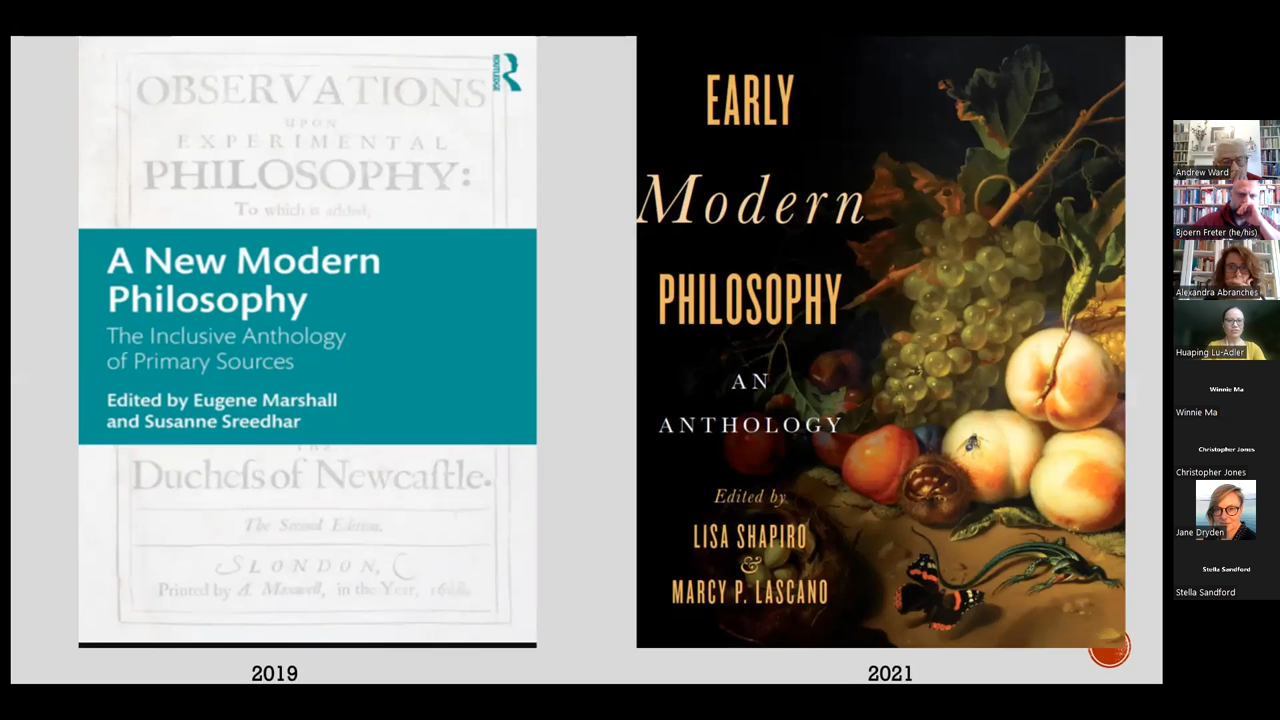 OBSERVATIONS
UPON
EXPERIMENTAL
PHILOSOPHY:
To which is added,
ROUTLEDGE
A New Modern
Philosophy
The Inclusive Anthology
of Primary Sources
Edited by Eugene Marshall
and Susanne Sreedhar
Duchess of Newcastle.
The Second Edition.
LONDON,
Printed by A. Maxwell, in the Year,
2019
EARLY
Modern
PHILOSOPHY
AN
ANTHOLOGY
Edited by
LISA SHAPIRO
&
MARCY P. LASCANO
2021
Andrew Ward
Bjoern Freter (he/his)
Alexandra Abranches
Huaping Lu-Adler
Winnie Ma
Winnie Ma
Christopher Jones
Christopher Jones
Jane Dryden
Stella Sandford
Stella Sandford